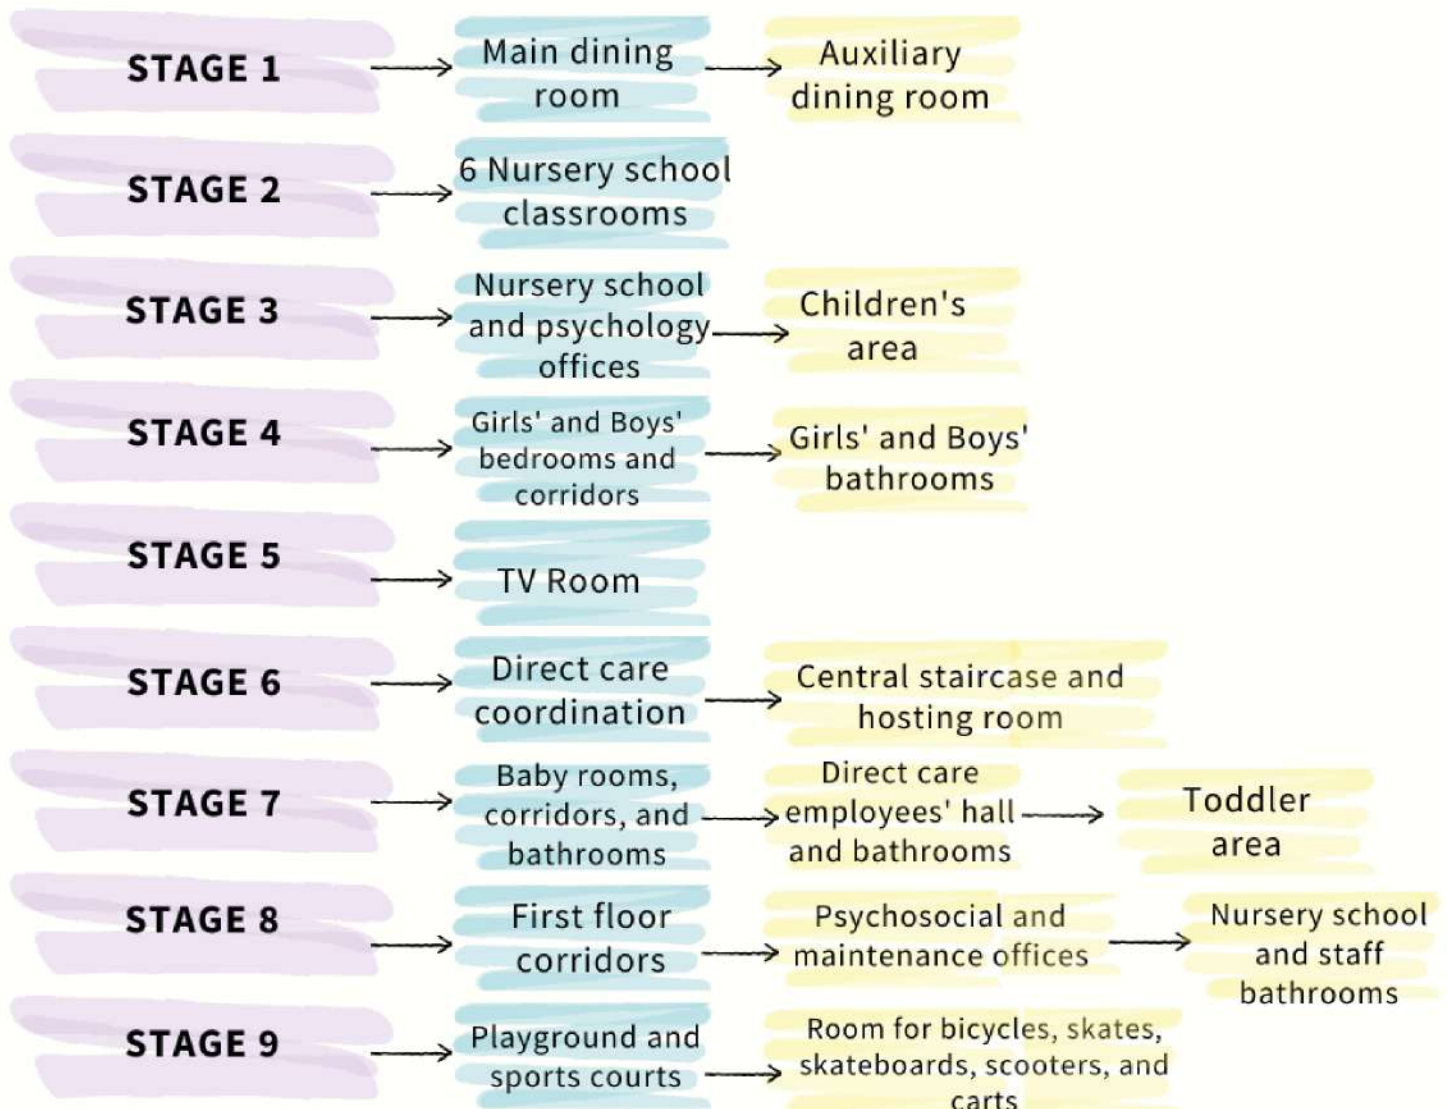 STAGE 1
Main dining
room
Auxiliary
dining room
STAGE 2
6 Nursery school
classrooms
STAGE 3
Nursery school
and psychology
offices
Children's
area
STAGE 4
Girls' and Boys'
bedrooms and
corridors
Girls' and Boys'
bathrooms
STAGE 5
TV Room
STAGE 6
Direct care
coordination
Central staircase and
hosting room
STAGE 7
Baby rooms,
corridors, and
bathrooms
Direct care
employees' hall
and bathrooms
Toddler
area
STAGE 8
First floor
corridors
Psychosocial and
maintenance offices
Nursery school
and staff
bathrooms
STAGE 9
Playground and
sports courts
Room for bicycles, skates,
skateboards, scooters, and
carts